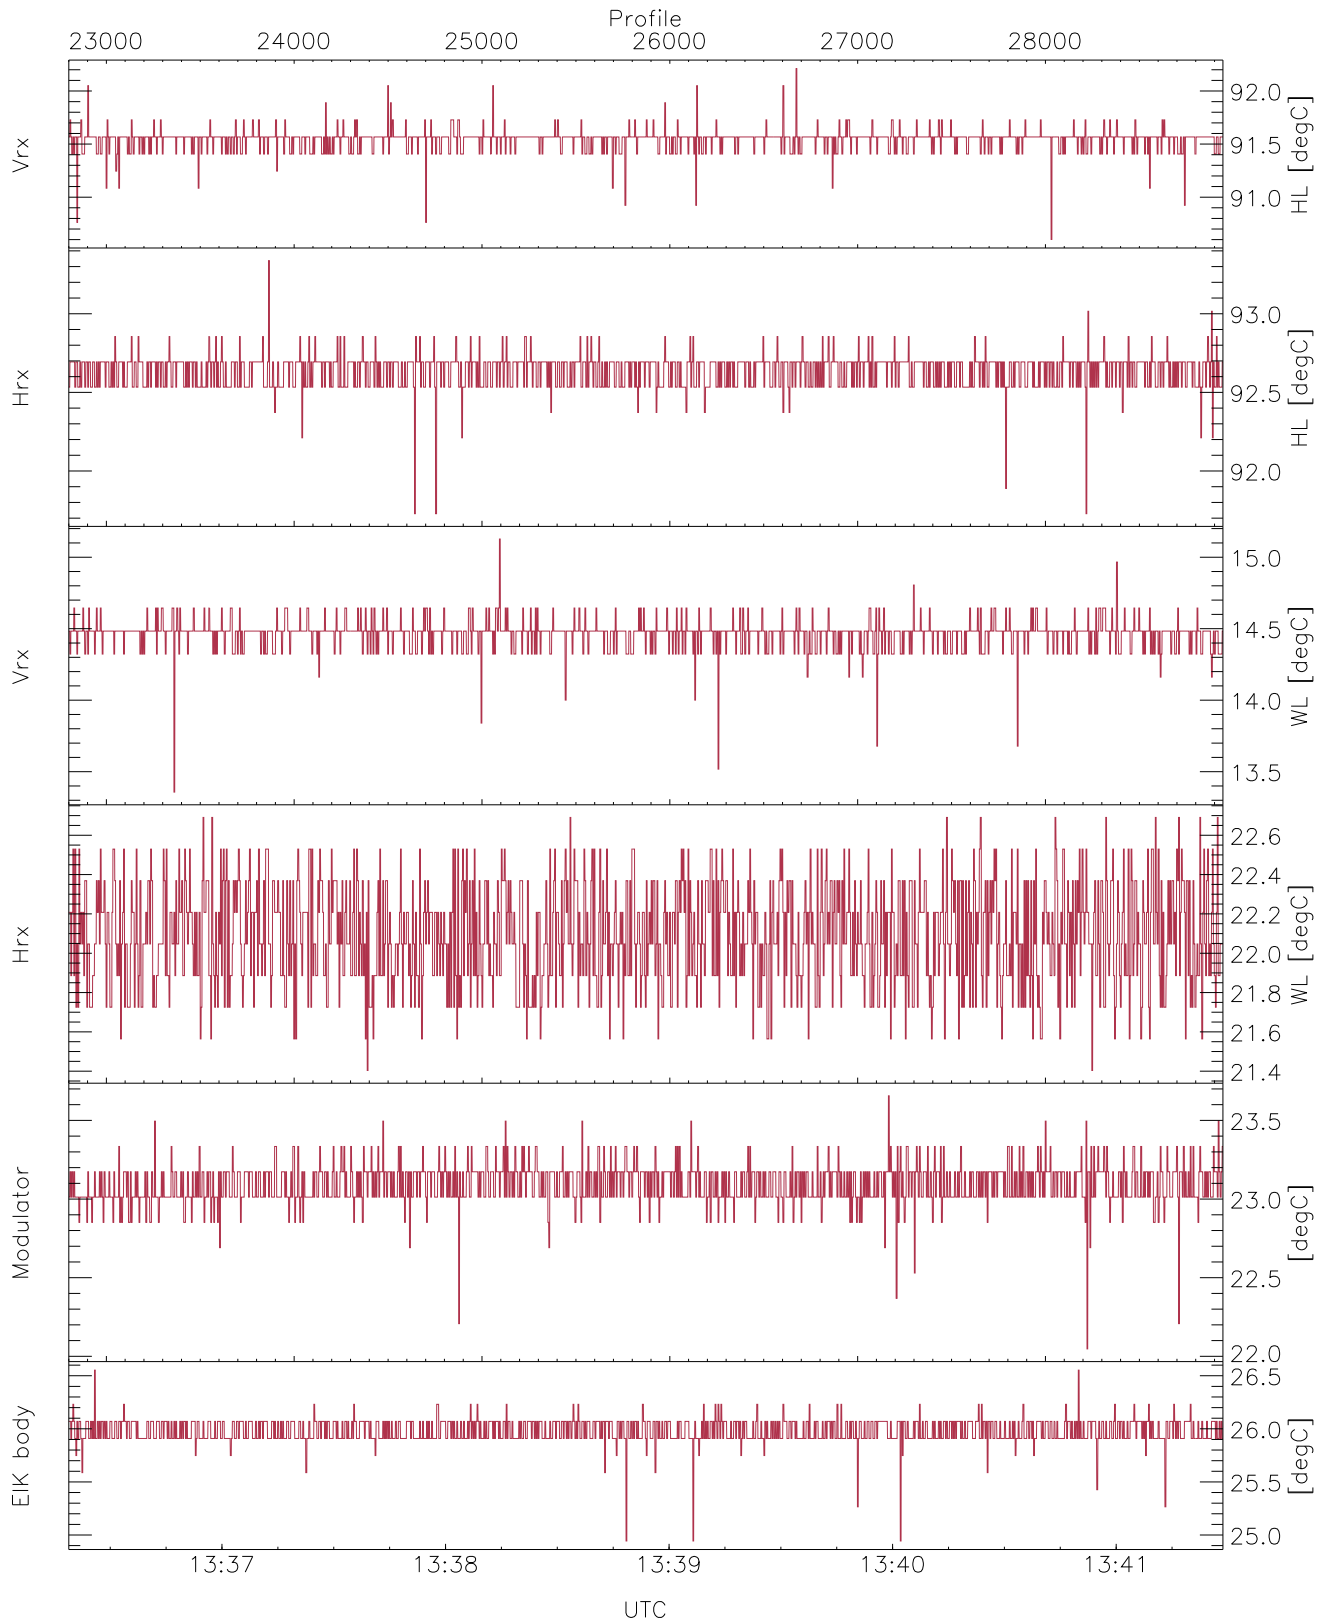 Profile
23000 24000 25000 26000 27000 28000
Vrx
92.0
91.5
91.0
HL [degC]
Hrx
93.0
92.5
92.0
HL [degC]
Vrx
15.0
14.5
14.0
13.5
WL [degC]
Hrx
22.6
22.4
22.2
22.0
21.8
21.6
21.4
WL [degC]
Modulator
23.5
23.0
22.5
22.0
[degC]
EIK body
26.5
26.0
25.5
25.0
[degC]
13:37 13:38 13:39 13:40 13:41
UTC